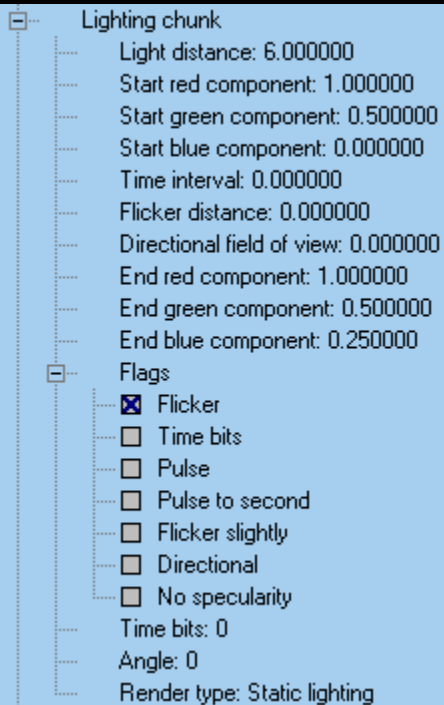 Lighting chunk
Light distance: 6.000000
Start red component: 1.000000
Start green component: 0.500000
Start blue component: 0.000000
Time interval: 0.000000
Flicker distance: 0.000000
Directional field of view: 0.000000
End red component: 1.000000
End green component: 0.500000
End blue component: 0.250000
Flags
Flicker
Time bits
Pulse
Pulse to second
Flicker slightly
Directional
No specularity
Time bits: 0
Angle: 0
Render type: Static lighting